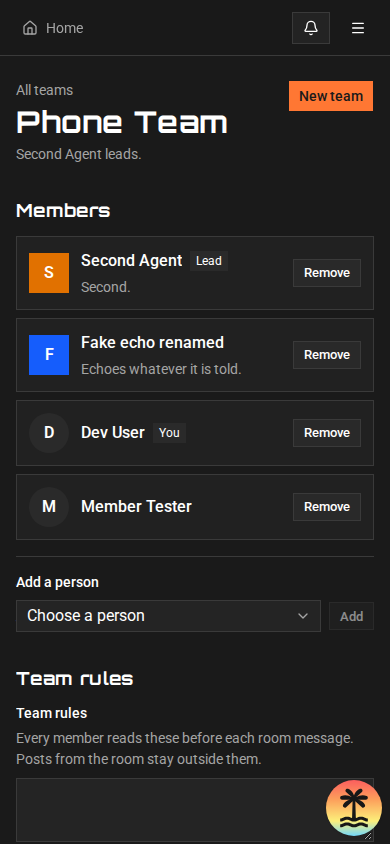 Home
All teams
New team
Phone Team
Second Agent leads.
Members
S
Second Agent Lead
Second.
Remove
F
Fake echo renamed
Echoes whatever it is told.
Remove
D
Dev User You
Remove
M
Member Tester
Remove
Add a person
Choose a person
Add
Team rules
Team rules
Every member reads these before each room message.
Posts from the room stay outside them.